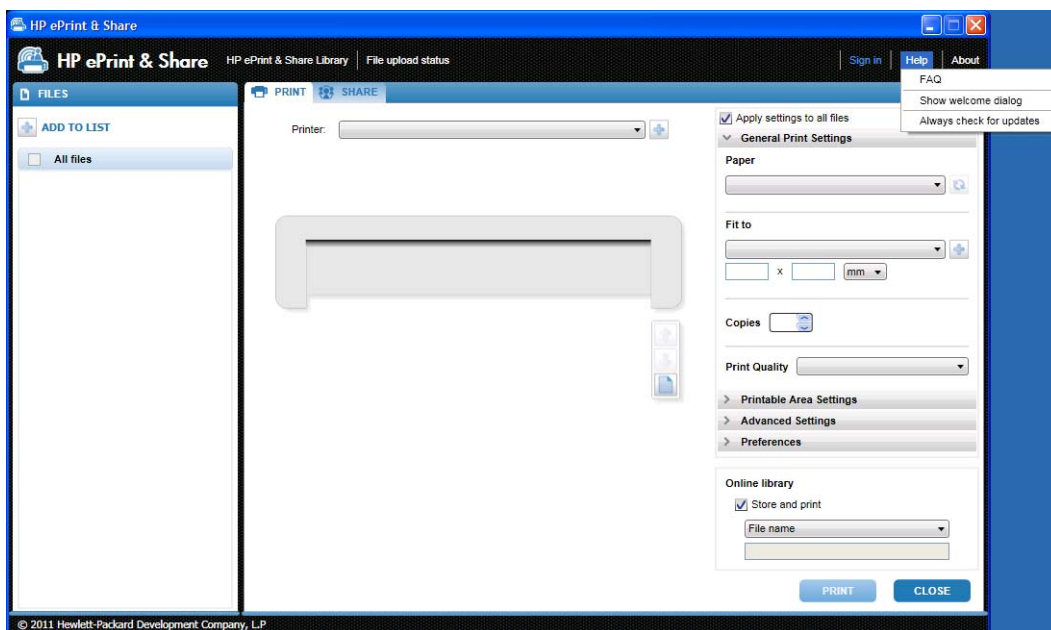 HP ePrint & Share
HP ePrint & Share HP ePrint & Share Library File upload status Sign in Help About
FAQ
Show welcome dialog
Always check for updates
FILES
PRINT SHARE
ADD TO LIST
All files
Printer:
Apply settings to all files
General Print Settings
Paper
Fit to
x mm
Copies
Print Quality
Printable Area Settings
Advanced Settings
Preferences
Online library
Store and print
File name
PRINT CLOSE
© 2011 Hewlett-Packard Development Company, L.P